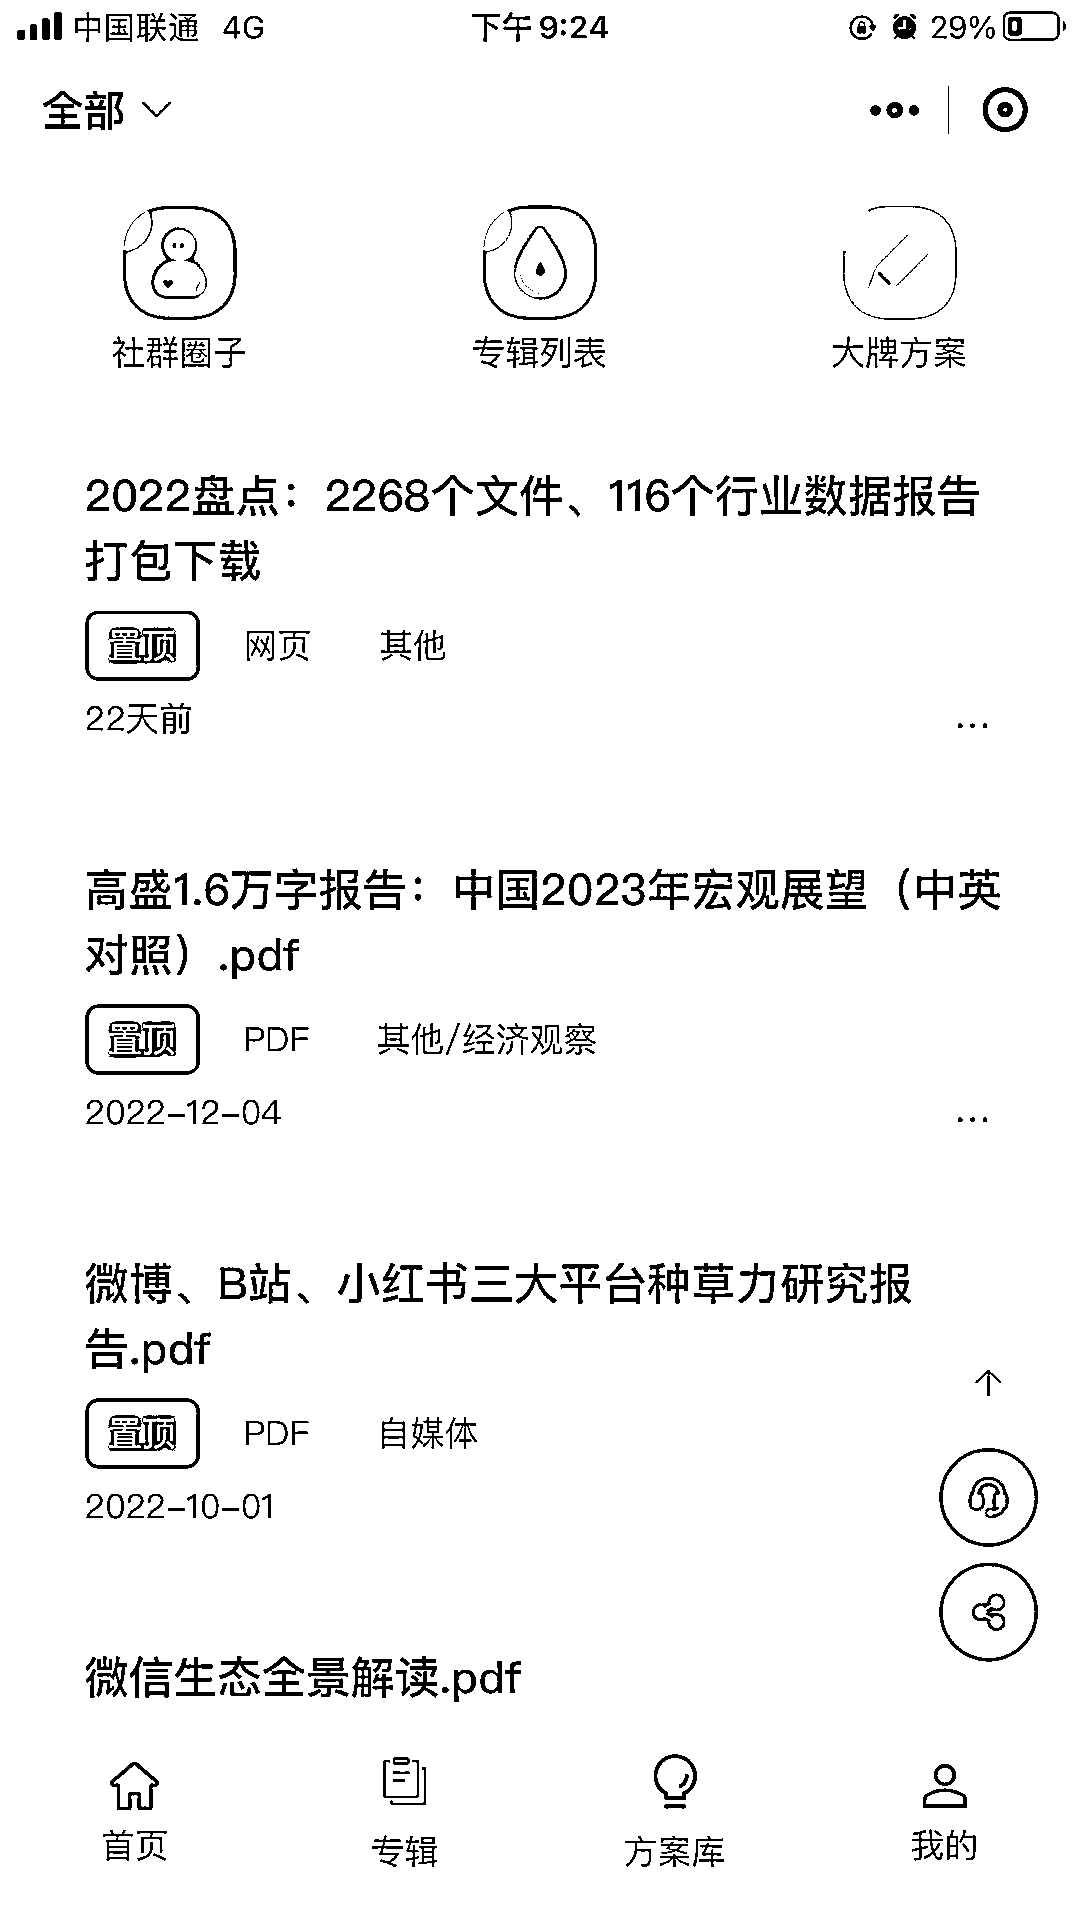 中国联通 4G 下午9:24 29%
全部
社群圈子 专辑列表 大牌方案
2022盘点：2268个文件、116个行业数据报告
打包下载
置顶 网页 其他
22天前 ...
高盛1.6万字报告：中国2023年宏观展望（中英
对照）.pdf
置顶 PDF 其他/经济观察
2022-12-04 ...
微博、B站、小红书三大平台种草力研究报
告.pdf
置顶 PDF 自媒体
2022-10-01
微信生态全景解读.pdf
首页 专辑 方案库 我的